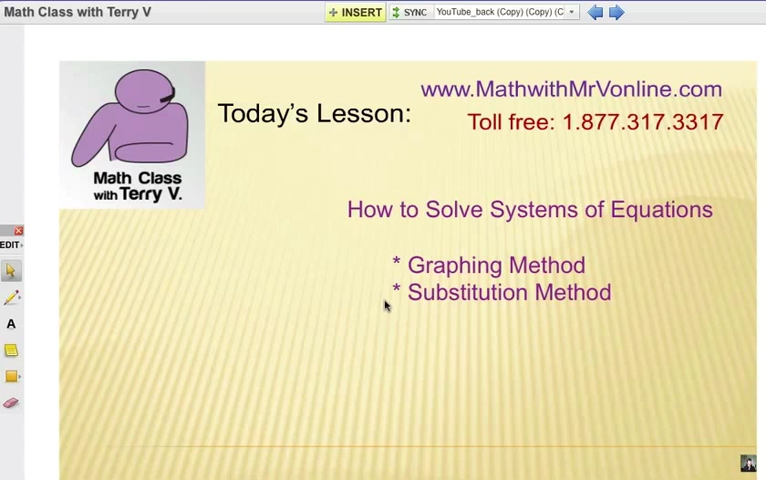 Math Class with Terry V
+ INSERT
SYNC
YouTube_back (Copy) (Copy) (C
www.MathwithMrVonline.com
Today's Lesson:
Toll free: 1.877.317.3317
Math Class
with Terry V.
How to Solve Systems of Equations
* Graphing Method
* Substitution Method
EDIT
A